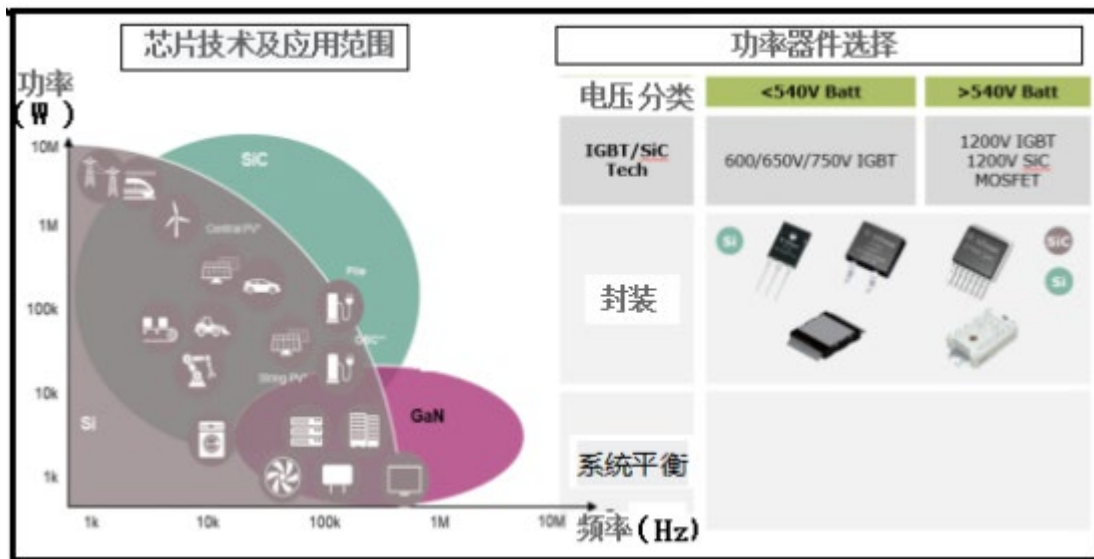 芯片技术及应用范围
功率
(W)
10M
1M
100k
10k
1k
SiC
Central PV*
Pile
OBC**
String PV*
Si
GaN
1k
10k
100k
1M
10M
频率(Hz)
功率器件选择
电压分类
<540V Batt
>540V Batt
IGBT/SiC
Tech
600/650V/750V IGBT
1200V IGBT
1200V SiC
MOSFET
封装
Si
SiC
Si
系统平衡